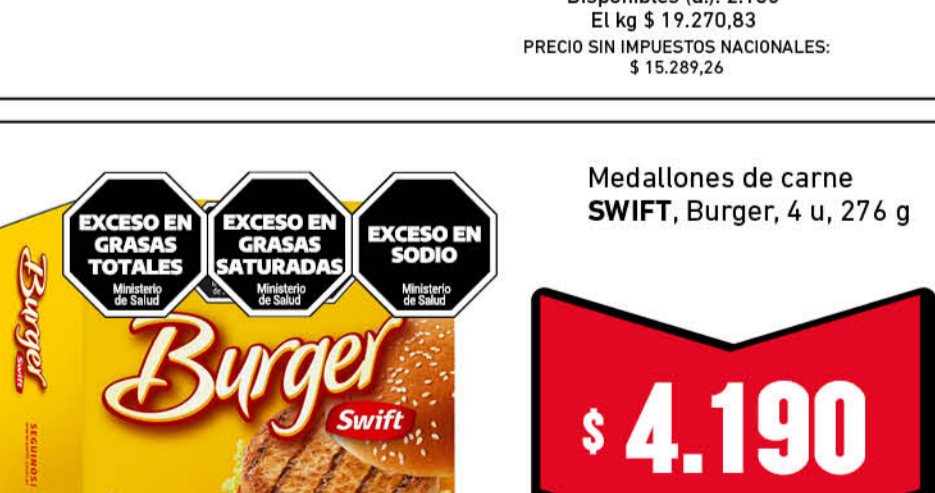 El kg $ 19.270,83
PRECIO SIN IMPUESTOS NACIONALES:
$ 15.289,26
Medallones de carne
SWIFT, Burger, 4 u, 276 g
EXCESO EN
GRASAS
TOTALES
Ministerio
de Salud
EXCESO EN
GRASAS
SATURADAS
Ministerio
de Salud
EXCESO EN
SODIO
Ministerio
de Salud
Burger
Swift
SEGUINOS!
Burger
Swift
$ 4.190